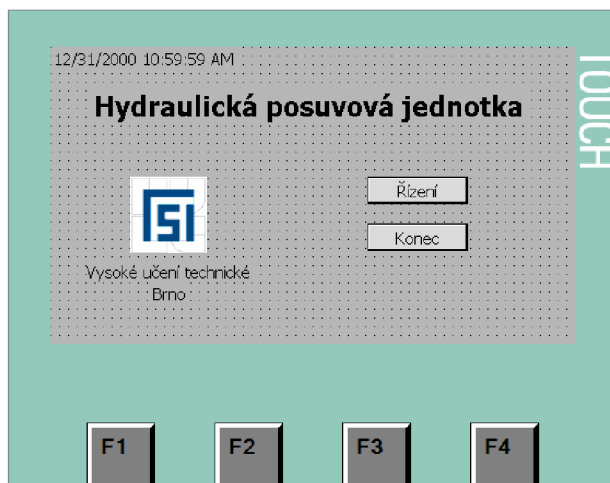 12/31/2000 10:59:59 AM
TOUCH
Hydraulická posuvová jednotka
Řízení
Konec
Vysoké učení technické
Brno
F1 F2 F3 F4